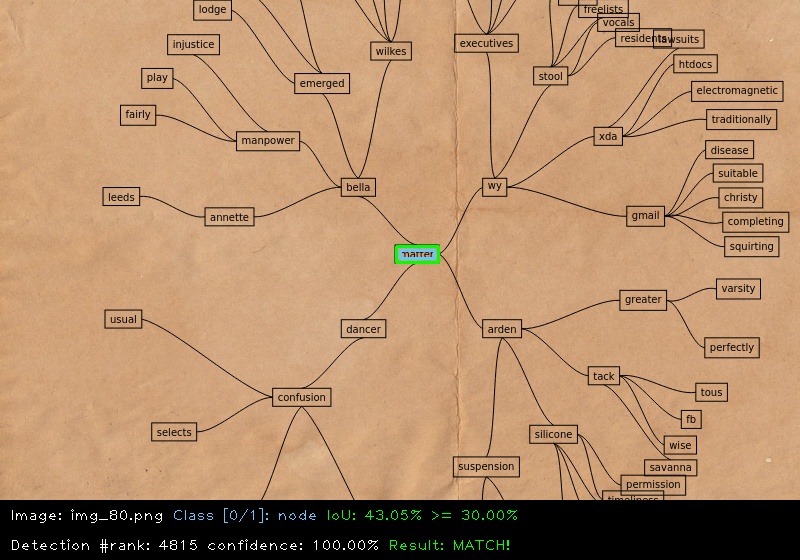 lodge
wilkes
executives
freelists
vocals
residents
lawsuits
injustice
play
emerged
stool
htdocs
electromagnetic
fairly
manpower
xda
traditionally
disease
bella
wy
suitable
leeds
annette
gmail
christy
completing
squirting
matter
varsity
greater
usual
dancer
arden
perfectly
tack
tous
confusion
fb
selects
silicone
wise
suspension
savanna
permission
timeliness
Image: img_80.png Class [0/1]: node IoU: 43.05% >= 30.00%
Detection #rank: 4815 confidence: 100.00% Result: MATCH!